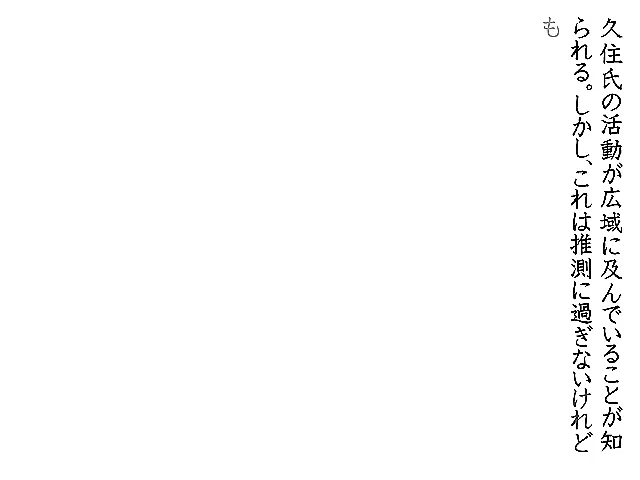 久住氏の活動が広域に及んでいることが知
られる。しかし、これは推測に過ぎないけれど
も